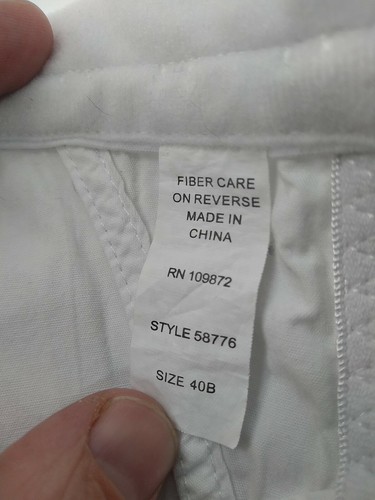 FIBER CARE
ON REVERSE
MADE IN
CHINA
RN 109872
STYLE 58776
SIZE 40B